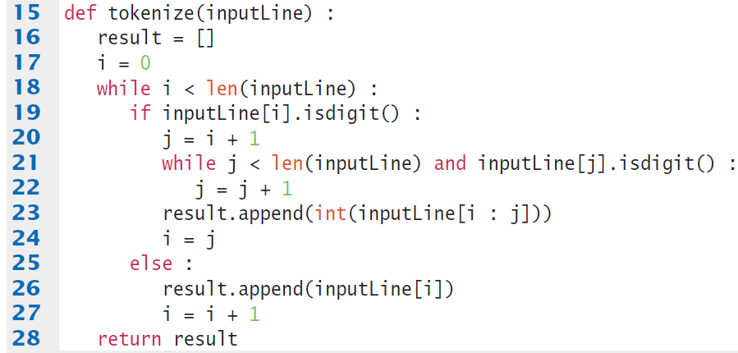 15 def tokenize(inputLine) :
16    result = []
17    i = 0
18    while i < len(inputLine) :
19       if inputLine[i].isdigit() :
20          j = i + 1
21          while j < len(inputLine) and inputLine[j].isdigit() :
22             j = j + 1
23          result.append(int(inputLine[i : j]))
24          i = j
25       else :
26          result.append(inputLine[i])
27          i = i + 1
28    return result